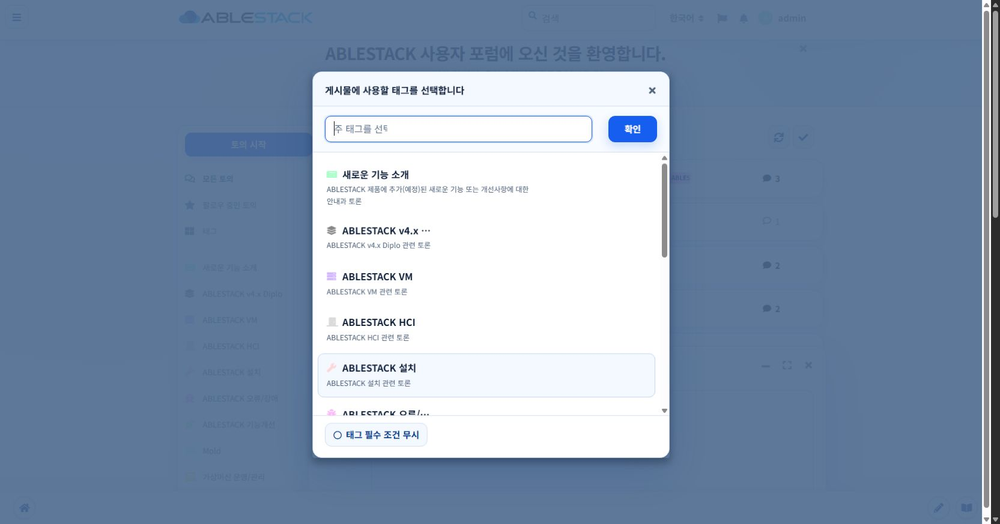 ABLESTACK
검색
한국어
admin
ABLESTACK 사용자 포럼에 오신 것을 환영합니다.
게시물에 사용할 태그를 선택합니다
주 태그를 선택
확인
토의 시작
모든 토의
팔로우 중인 토의
태그
새로운 기능 소개
ABLESTACK v4.x Diplo
ABLESTACK VM
ABLESTACK HCI
ABLESTACK 설치
ABLESTACK 오류/장애
ABLESTACK 기능개선
Mold
가상머신 운영/관리
새로운 기능 소개
ABLESTACK 제품에 추가(예정)된 새로운 기능 또는 개선사항에 대한
안내과 토론
ABLESTACK v4.x ···
ABLESTACK v4.x Diplo 관련 토론
ABLESTACK VM
ABLESTACK VM 관련 토론
ABLESTACK HCI
ABLESTACK HCI 관련 토론
ABLESTACK 설치
ABLESTACK 설치 관련 토론
ABLESTACK 오류/···
태그 필수 조건 무시
ABLES
3
1
2
2